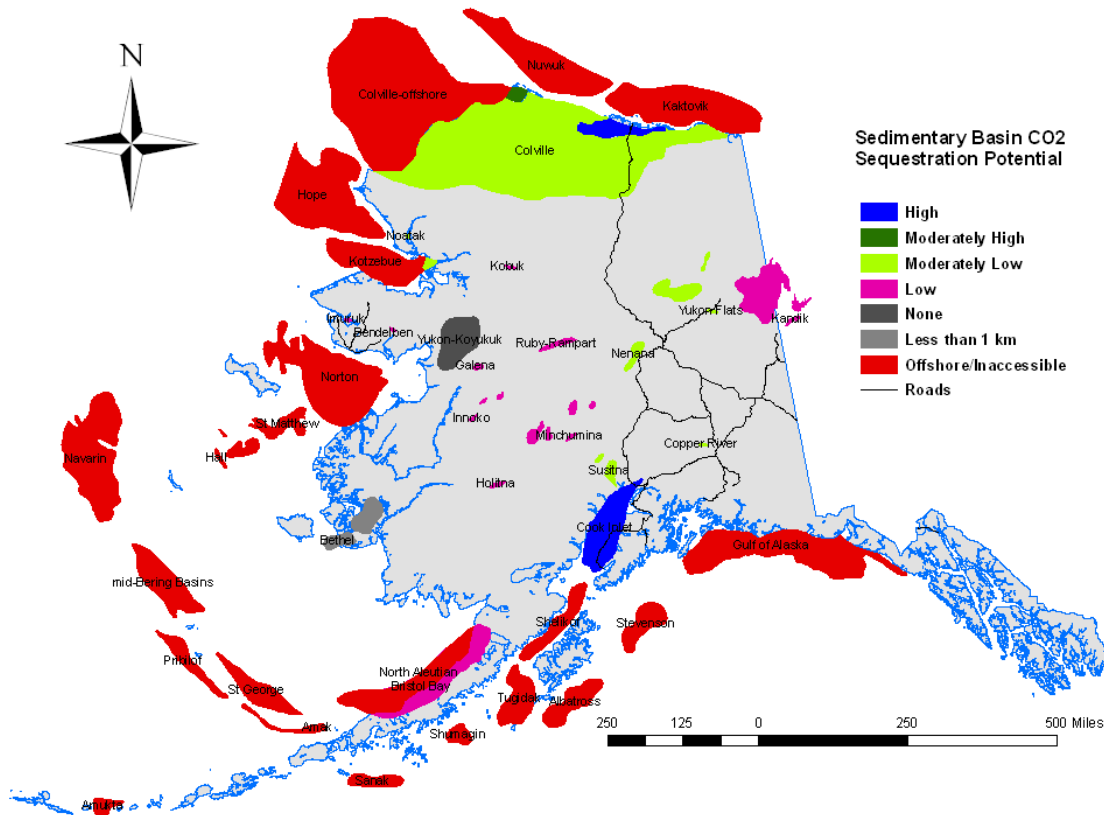 N
Nuwuk
Colville-offshore
Kaktovik
Colville
Hope
Noatak
Kotzebue
Kobuk
Yukon Flats
Kandik
Imuruk
Bendelben
Yukon-Koyukuk
Ruby-Rampart
Nenana
Galena
Norton
Innoko
St Matthew
Minchumina
Copper River
Navarin
Hall
Susitna
Holitna
Cook Inlet
Bethel
Gulf of Alaska
mid-Bering Basins
Shelikof
Stevenson
Pribilof
North Aleutian
Bristol Bay
St George
Tugidak
Albatross
Amak
Shumagin
Sanak
Amukta
Sedimentary Basin CO2
Sequestration Potential
High
Moderately High
Moderately Low
Low
None
Less than 1 km
Offshore/Inaccessible
Roads
250 125 0 250 500 Miles